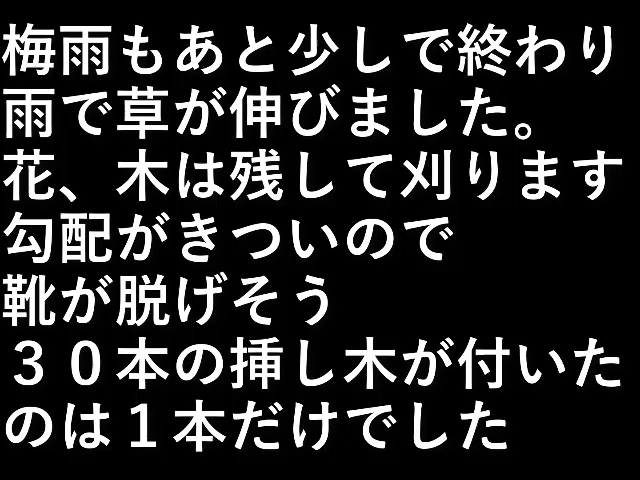 梅雨もあと少しで終わり
雨で草が伸びました。
花、木は残して刈ります
勾配がきついので
靴が脱げそう
３０本の挿し木が付いた
のは１本だけでした